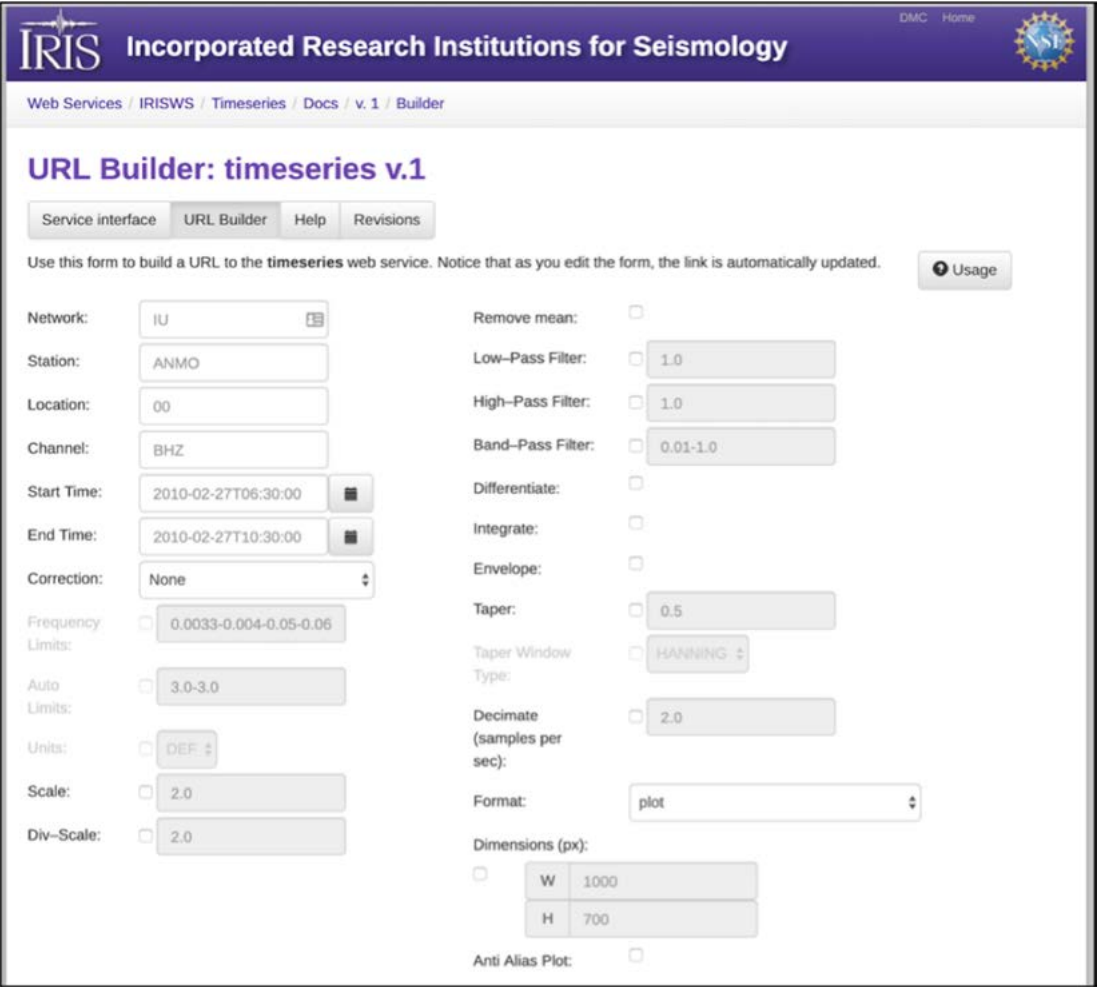 DMC Home
IRIS Incorporated Research Institutions for Seismology
NSF
Web Services / IRISWS / Timeseries / Docs / v. 1 / Builder
URL Builder: timeseries v.1
Service interface URL Builder Help Revisions
Use this form to build a URL to the timeseries web service. Notice that as you edit the form, the link is automatically updated.
Usage
Network: IU
Station: ANMO
Location: 00
Channel: BHZ
Start Time: 2010-02-27T06:30:00
End Time: 2010-02-27T10:30:00
Correction: None
Frequency
Limits:
0.0033-0.004-0.05-0.06
Auto
Limits:
3.0-3.0
Units: DEF
Scale: 2.0
Div–Scale: 2.0
Remove mean:
Low–Pass Filter: 1.0
High–Pass Filter: 1.0
Band–Pass Filter: 0.01-1.0
Differentiate:
Integrate:
Envelope:
Taper: 0.5
Taper Window
Type:
HANNING
Decimate
(samples per
sec):
2.0
Format: plot
Dimensions (px):
W 1000
H 700
Anti Alias Plot: